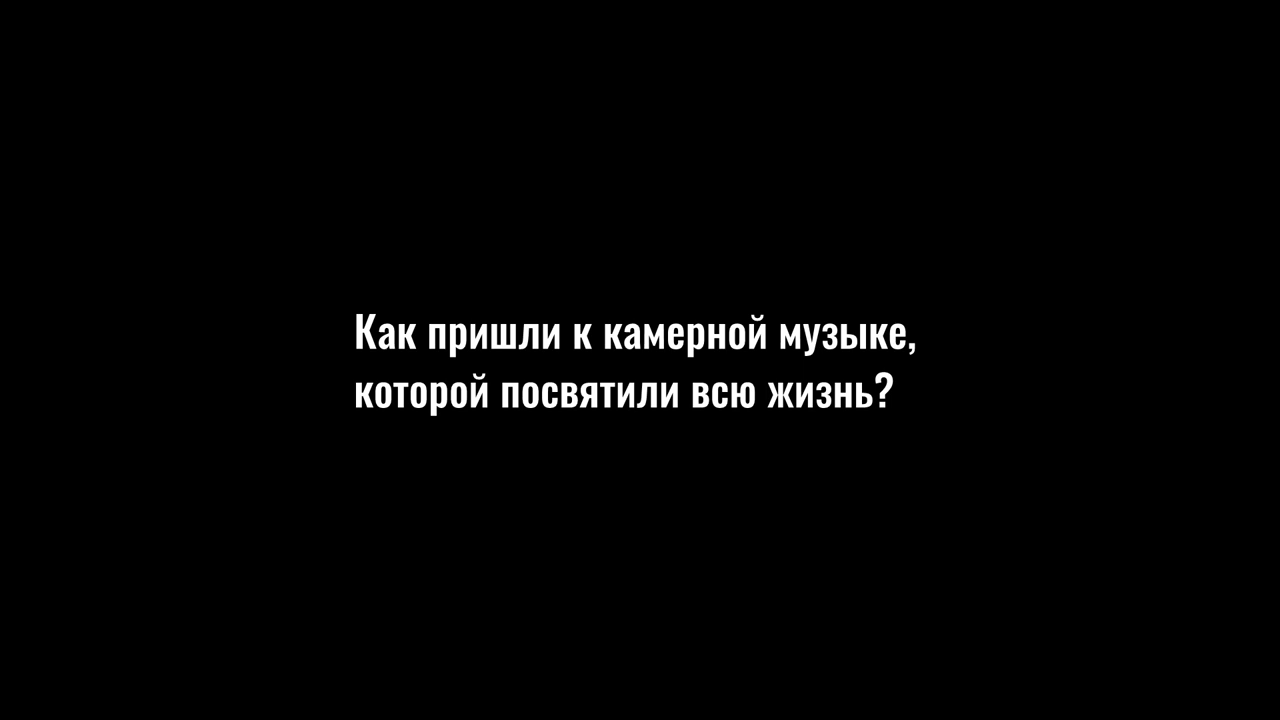 Как пришли к камерной музыке,
которой посвятили всю жизнь?